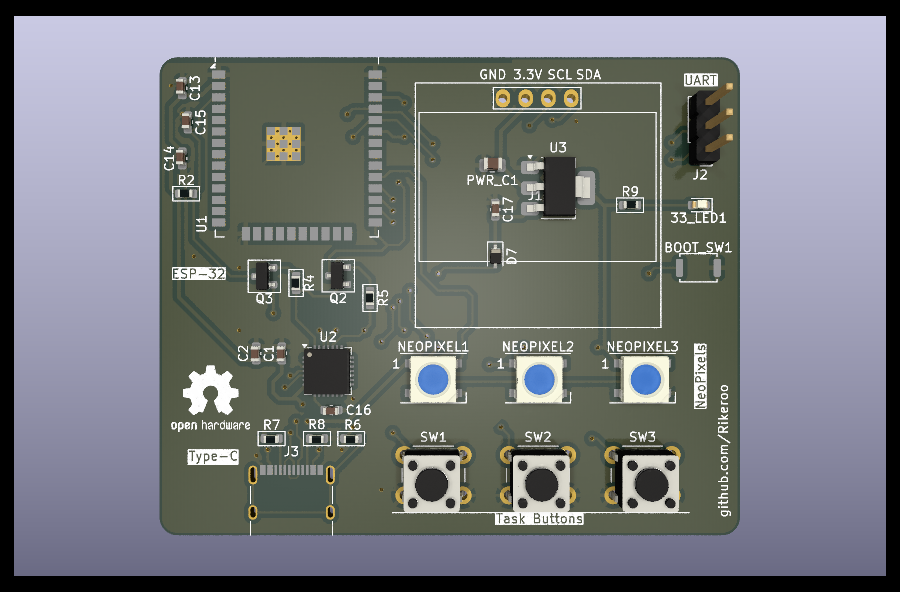 GND 3.3V SCL SDA
UART
C13
C15
C14
R2
U1
U3
PWR_C1
J1
C17
D7
R9
J2
33_LED1
BOOT_SW1
ESP-32
Q3
R4
Q2
R5
U2
C2
C1
C16
NEOPIXEL1
NEOPIXEL2
NEOPIXEL3
1
1
1
NeoPixels
open hardware
R7
R8
R6
J3
Type-C
SW1
SW2
SW3
Task Buttons
github.com/Rikeroo